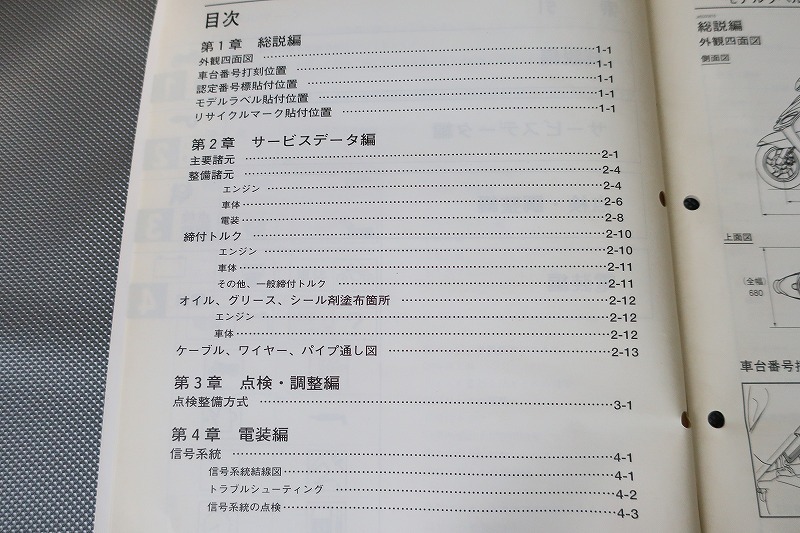 目次
第1章 総説編
外観四面図 1-1
車台番号打刻位置 1-1
認定番号標貼付位置 1-1
モデルラベル貼付位置 1-1
リサイクルマーク貼付位置 1-1
第2章 サービスデータ編
主要諸元 2-1
整備諸元 2-4
エンジン 2-4
車体 2-6
電装 2-8
締付トルク 2-10
エンジン 2-10
車体 2-11
その他、一般締付トルク 2-11
オイル、グリース、シール剤塗布箇所 2-12
エンジン 2-12
車体 2-12
ケーブル、ワイヤー、パイプ通し図 2-13
第3章 点検・調整編
点検整備方式 3-1
第4章 電装編
信号系統 4-1
信号系統結線図 4-1
トラブルシューティング 4-2
信号系統の点検 4-3
総説編
外観四面図
側面図
上面図
(全幅)
680
車台番号打